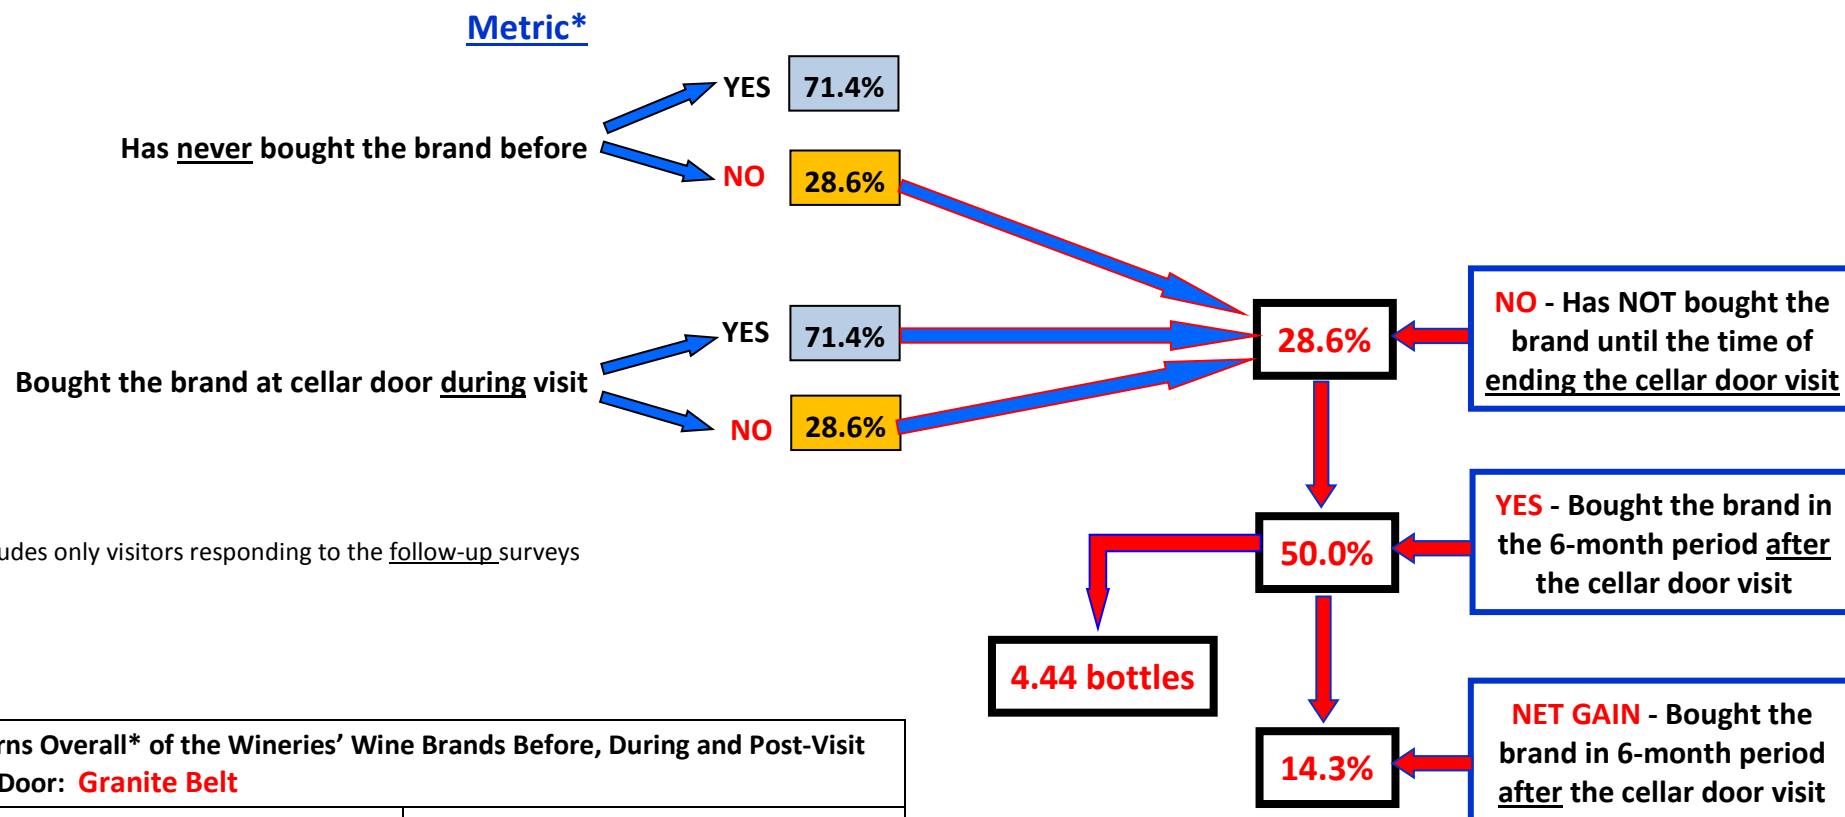 Metric*
YES 71.4%
Has never bought the brand before
NO 28.6%
YES 71.4%
Bought the brand at cellar door during visit
NO 28.6%
28.6%
NO - Has NOT bought the
brand until the time of
ending the cellar door visit
50.0%
YES - Bought the brand in
the 6-month period after
the cellar door visit
only visitors responding to the follow-up surveys
4.44 bottles
14.3%
NET GAIN - Bought the
brand in 6-month period
after the cellar door visit
Overall* of the Wineries’ Wine Brands Before, During and Post-Visit
Door: Granite Belt